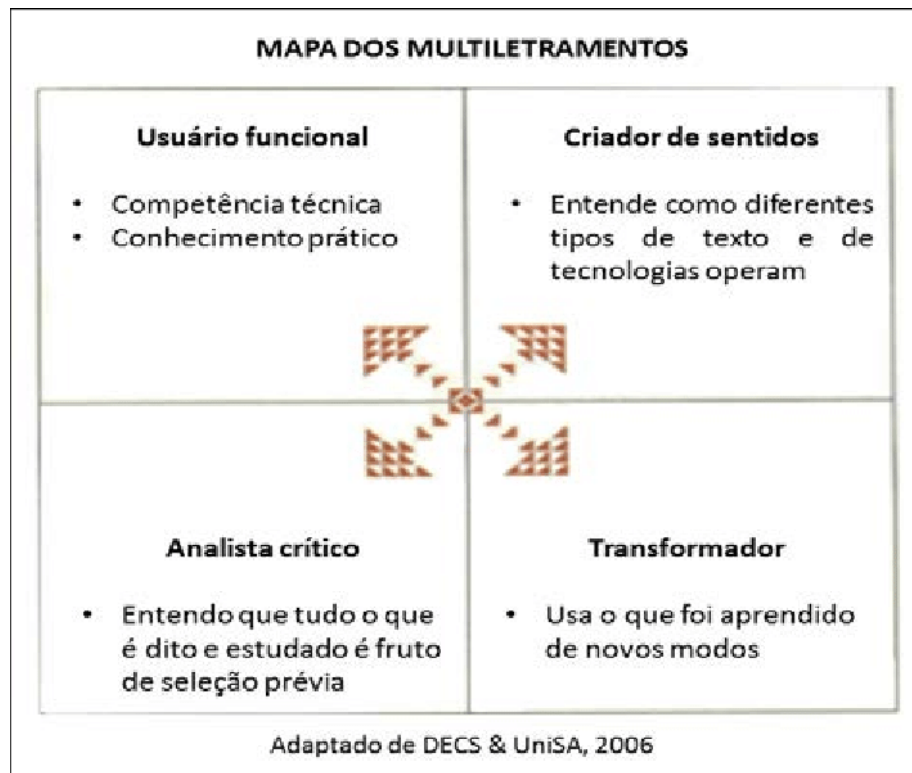 MAPA DOS MULTILETRAMENTOS
Usuário funcional
• Competência técnica
• Conhecimento prático
Criador de sentidos
• Entende como diferentes
tipos de texto e de
tecnologias operam
Analista crítico
• Entendo que tudo o que
é dito e estudado é fruto
de seleção prévia
Transformador
• Usa o que foi aprendido
de novos modos
Adaptado de DECS & UniSA, 2006